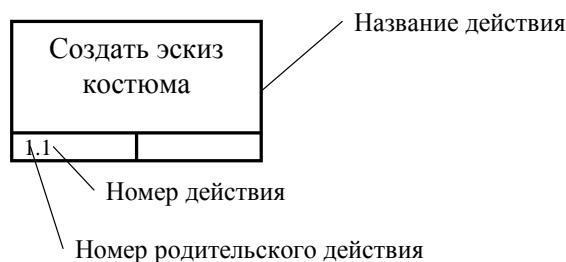 Название действия
Создать эскиз
костюма
1.1
Номер действия
Номер родительского действия